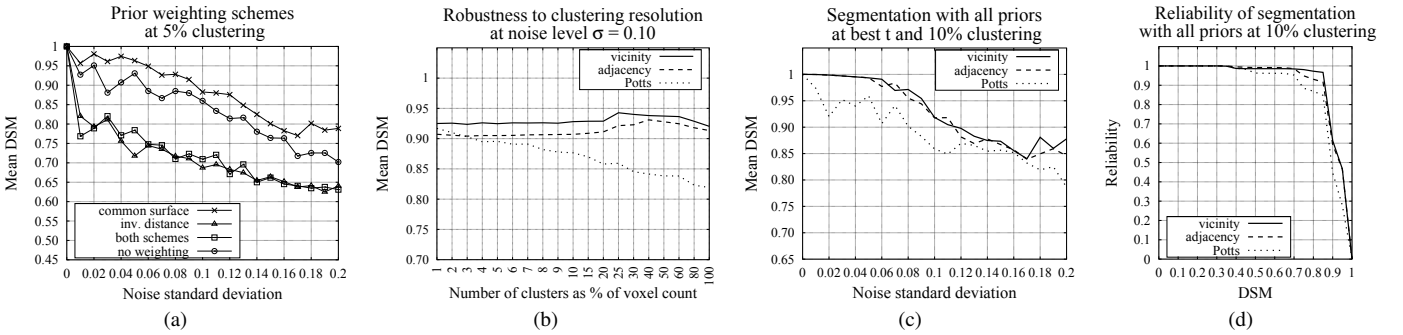 Prior weighting schemes
at 5% clustering
Mean DSM
1
0.95
0.90
0.85
0.80
0.75
0.70
0.65
0.60
0.55
0.50
0.45
common surface
inv. distance
both schemes
no weighting
0 0.02 0.04 0.06 0.08 0.1 0.12 0.14 0.16 0.18 0.2
Noise standard deviation
(a)
Robustness to clustering resolution
at noise level σ = 0.10
Mean DSM
vicinity
adjacency
Potts
1
0.95
0.90
0.85
0.80
0.75
0.70
1 2 3 4 5 6 7 8 9 10 13 15 20 25 30 40 50 60 80 100
Number of clusters as % of voxel count
(b)
Segmentation with all priors
at best t and 10% clustering
Mean DSM
vicinity
adjacency
Potts
1
0.95
0.90
0.85
0.80
0.75
0.70
0.65
0 0.02 0.04 0.06 0.08 0.1 0.12 0.14 0.16 0.18 0.2
Noise standard deviation
(c)
Reliability of segmentation
with all priors at 10% clustering
Reliability
1
0.9
0.8
0.7
0.6
0.5
0.4
0.3
0.2
0.1
0
vicinity
adjacency
Potts
0 0.1 0.2 0.3 0.4 0.5 0.6 0.7 0.8 0.9 1
DSM
(d)